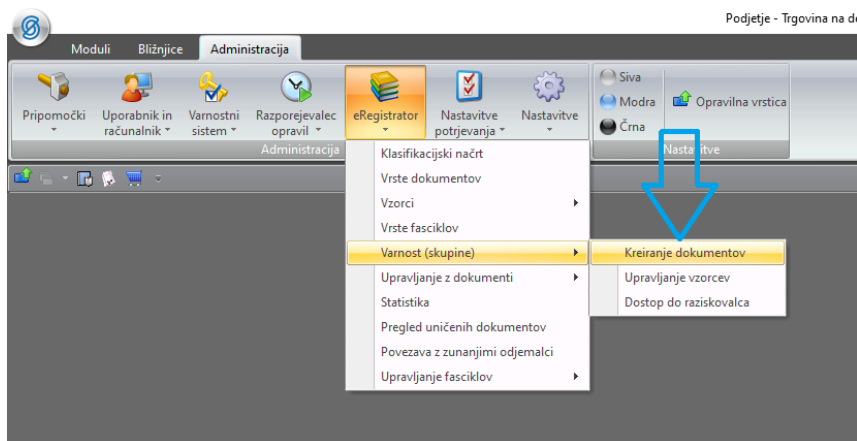 Podjetje - Trgovina na de
Moduli Bližnjice Administracija
Pripomočki
Uporabnik in
računalnik
Varnostni
sistem
Razporejevalec
opravil
eRegistrator
Nastavitve
potrjevanja
Nastavitve
Siva
Modra
Črna
Opravilna vrstica
Administracija
Nastavitve
Klasifikacijski načrt
Vrste dokumentov
Vzorci
Vrste fasciklov
Varnost (skupine)
Upravljanje z dokumenti
Statistika
Pregled uničenih dokumentov
Povezava z zunanjimi odjemalci
Upravljanje fasciklov
Kreiranje dokumentov
Upravljanje vzorcev
Dostop do raziskovalca